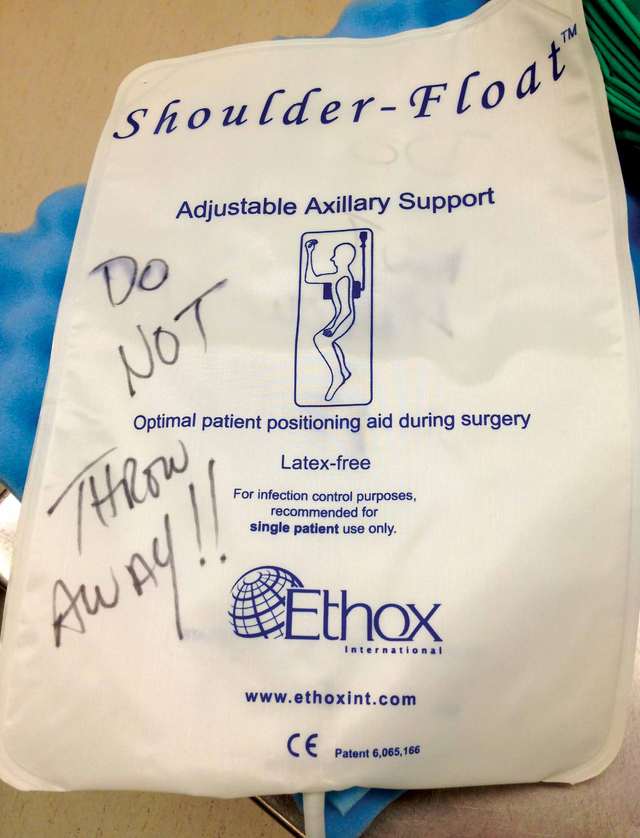 Shoulder-Float™
Adjustable Axillary Support
DO
NOT
THROW
AWAY!!
Optimal patient positioning aid during surgery
Latex-free
For infection control purposes,
recommended for
single patient use only.
Ethox
International
www.ethoxint.com
CE Patent 6,065,166